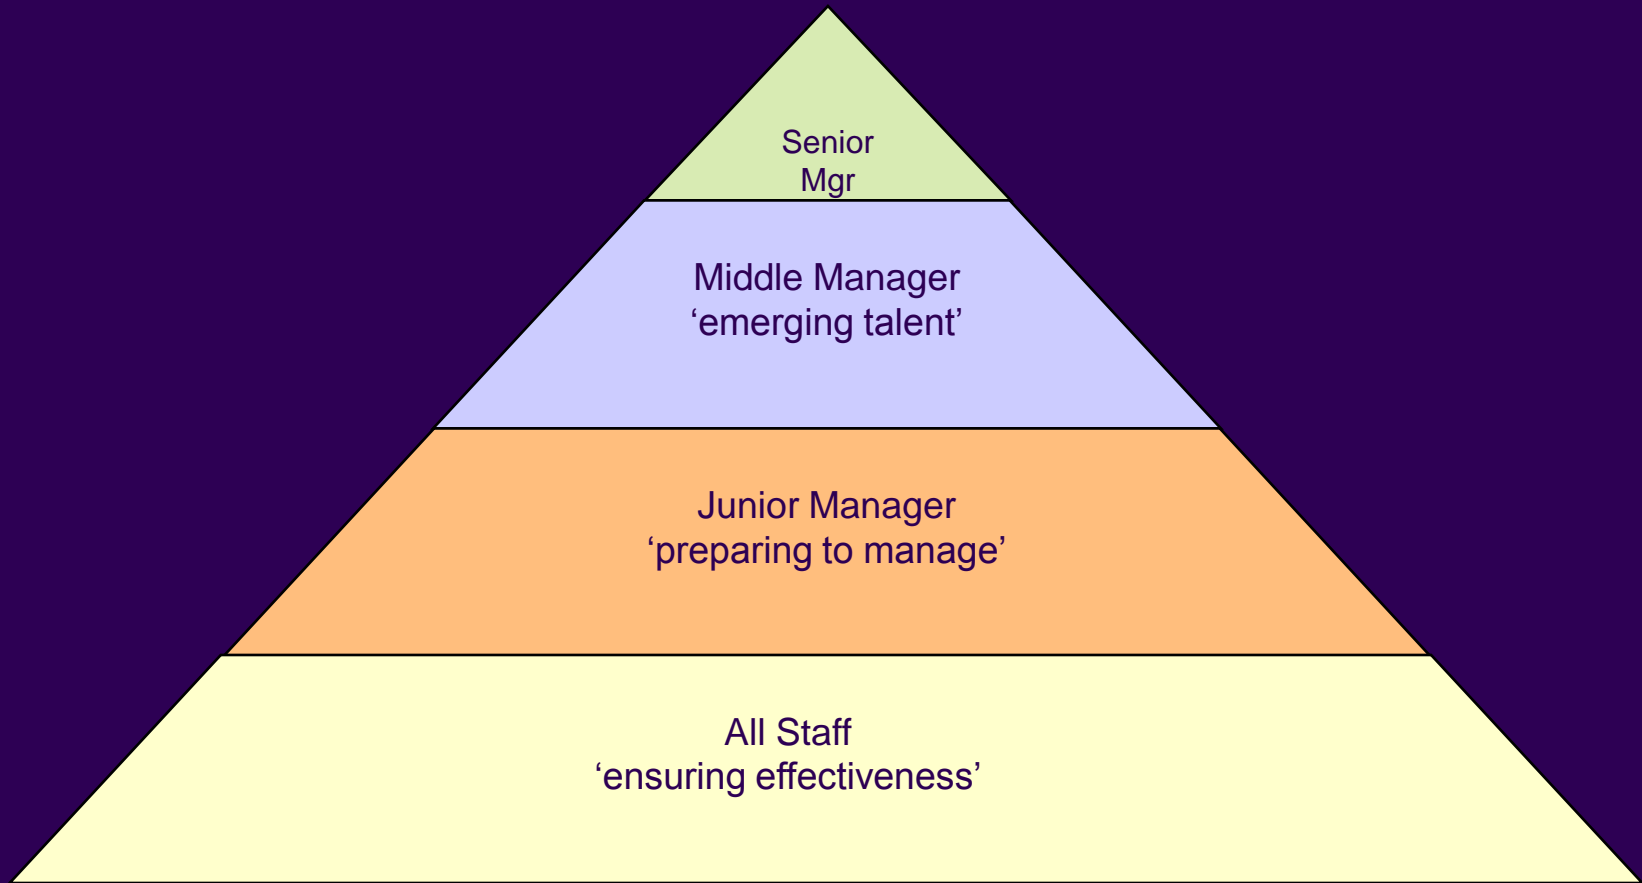 Senior
Mgr
Middle Manager
‘emerging talent’
Junior Manager
‘preparing to manage’
All Staff
‘ensuring effectiveness’